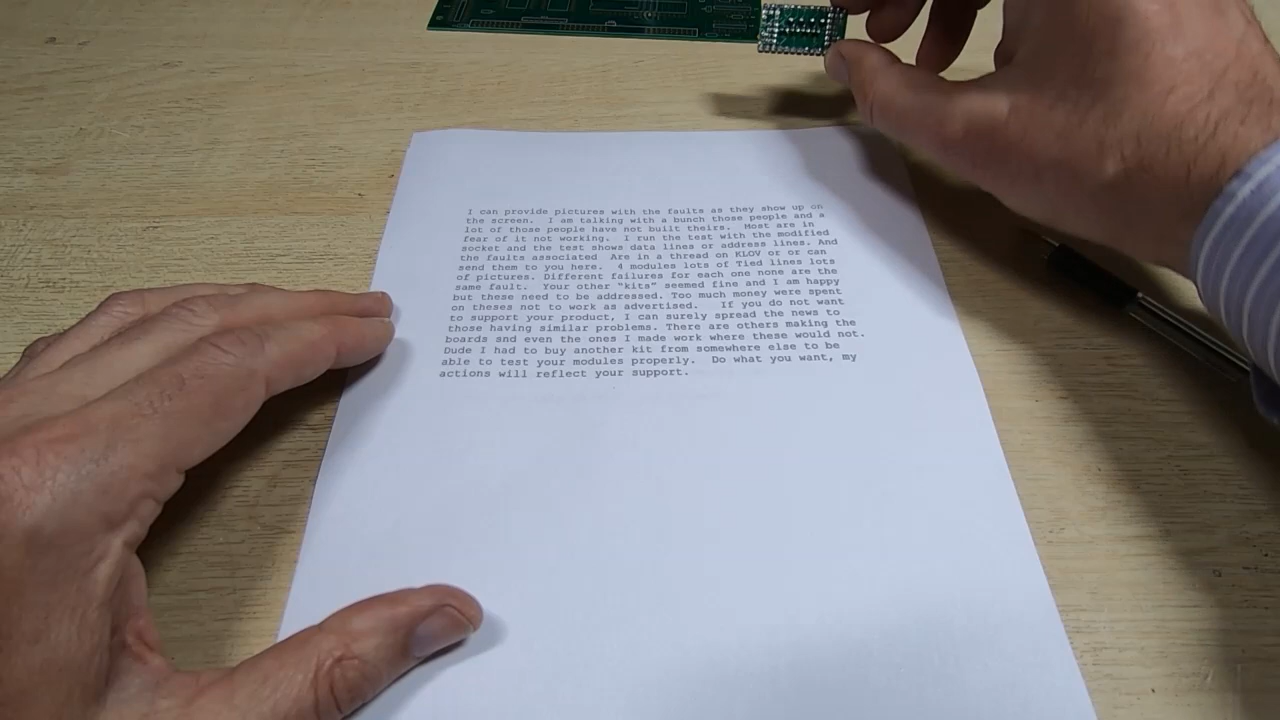 I can provide pictures with the faults as they show up on
the screen.  I am talking with a bunch those people and a
lot of those people have not built theirs.  Most are in
fear of it not working.  I run the test with the modified
socket and the test shows data lines or address lines. And
the faults associated  Are in a thread on KLOV or or can
send them to you here.  4 modules lots of Tied lines lots
of pictures. Different failures for each one none are the
same fault.  Your other "kits" seemed fine and I am happy
but these need to be addressed. Too much money were spent
on theses not to work as advertised.   If you do not want
to support your product, I can surely spread the news to
those having similar problems. There are others making the
boards snd even the ones I made work where these would not.
Dude I had to buy another kit from somewhere else to be
able to test your modules properly.  Do what you want, my
actions will reflect your support.